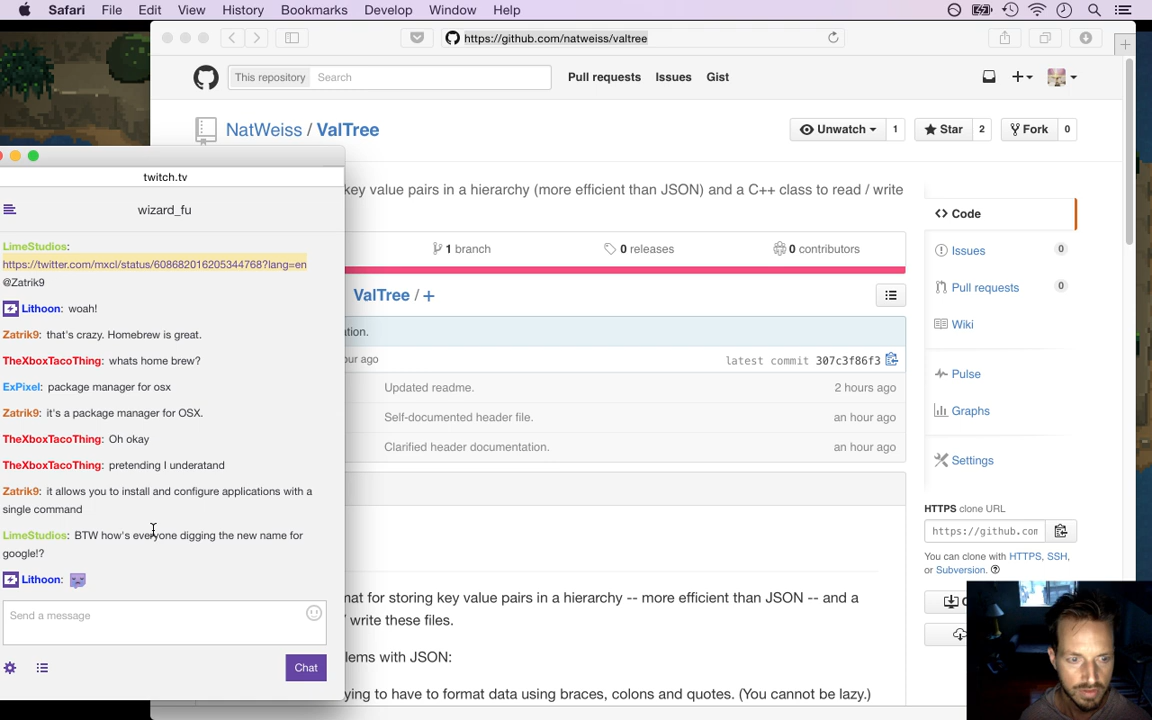 Safari File Edit View History Bookmarks Develop Window Help
https://github.com/natweiss/valtree
This repository Search
Pull requests Issues Gist
NatWeiss / ValTree
Unwatch 1
Star 2
Fork 0
key value pairs in a hierarchy (more efficient than JSON) and a C++ class to read / write
1 branch
0 releases
0 contributors
ValTree / +
hour ago
latest commit 307c3f86f3
Updated readme. 2 hours ago
Self-documented header file. an hour ago
Clarified header documentation. an hour ago
for storing key value pairs in a hierarchy -- more efficient than JSON -- and a
write these files.
with JSON:
to have to format data using braces, colons and quotes. (You cannot be lazy.)
Code
Issues 0
Pull requests 0
Wiki
Pulse
Graphs
Settings
HTTPS clone URL
https://github.con
You can clone with HTTPS, SSH,
or Subversion.
twitch.tv
wizard_fu
LimeStudios:
https://twitter.com/mxcl/status/608682016205344768?lang=en
@Zatrik9
Lithoon: woah!
Zatrik9: that's crazy. Homebrew is great.
TheXboxTacoThing: whats home brew?
ExPixel: package manager for osx
Zatrik9: it's a package manager for OSX.
TheXboxTacoThing: Oh okay
TheXboxTacoThing: pretending I underatand
Zatrik9: it allows you to install and configure applications with a
single command
LimeStudios: BTW how's everyone digging the new name for
google!?
Lithoon:
Send a message
Chat